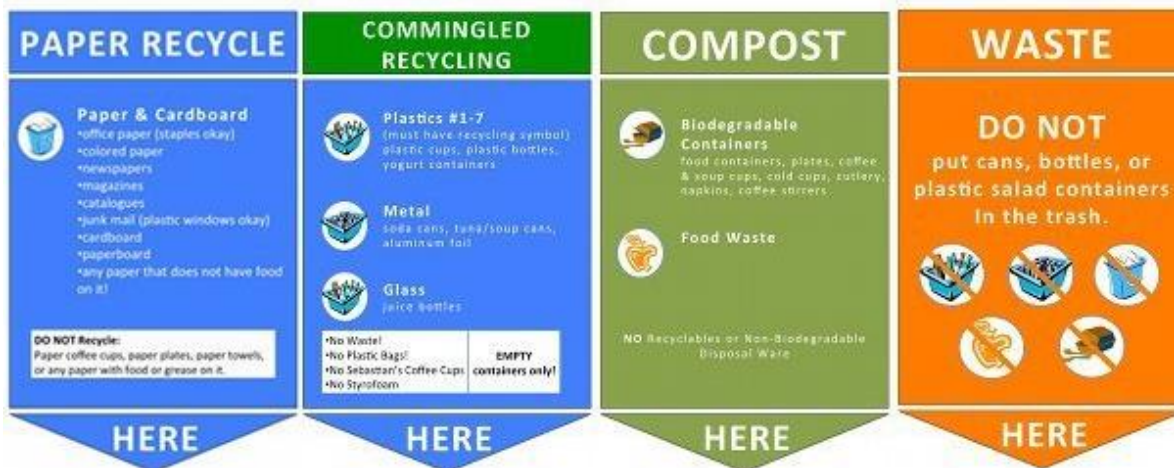 PAPER RECYCLE
Paper & Cardboard
•office paper (staples okay)
•colored paper
•newspapers
•magazines
•catalogues
•junk mail (plastic windows okay)
•cardboard
•paperboard
•any paper that does not have food
on it!
DO NOT Recycle:
Paper coffee cups, paper plates, paper towels,
or any paper with food or grease on it.
HERE
COMMINGLED
RECYCLING
Plastics #1-7
(must have recycling symbol)
plastic cups, plastic bottles,
yogurt containers
Metal
soda cans, tuna/soup cans,
aluminum foil
Glass
juice bottles
•No Waste!
•No Plastic Bags!
•No Sebastian's Coffee Cups
•No Styrofoam
EMPTY
containers only!
HERE
COMPOST
Biodegradable
Containers
food containers, plates, coffee
& soup cups, cold cups, cutlery,
napkins, coffee stirrers
Food Waste
NO Recyclables or Non-Biodegradable
Disposal Ware
HERE
WASTE
DO NOT
put cans, bottles, or
plastic salad containers
In the trash.
HERE